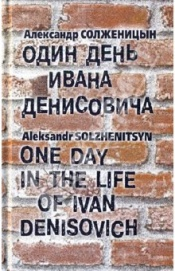 Александр СОЛЖЕНИЦЫН
ОДИН ДЕНЬ
ИВАНА
ДЕНИСОВИЧА
Aleksandr SOLZHENITSYN
ONE DAY
IN THE LIFE
OF IVAN
DENISOVICH